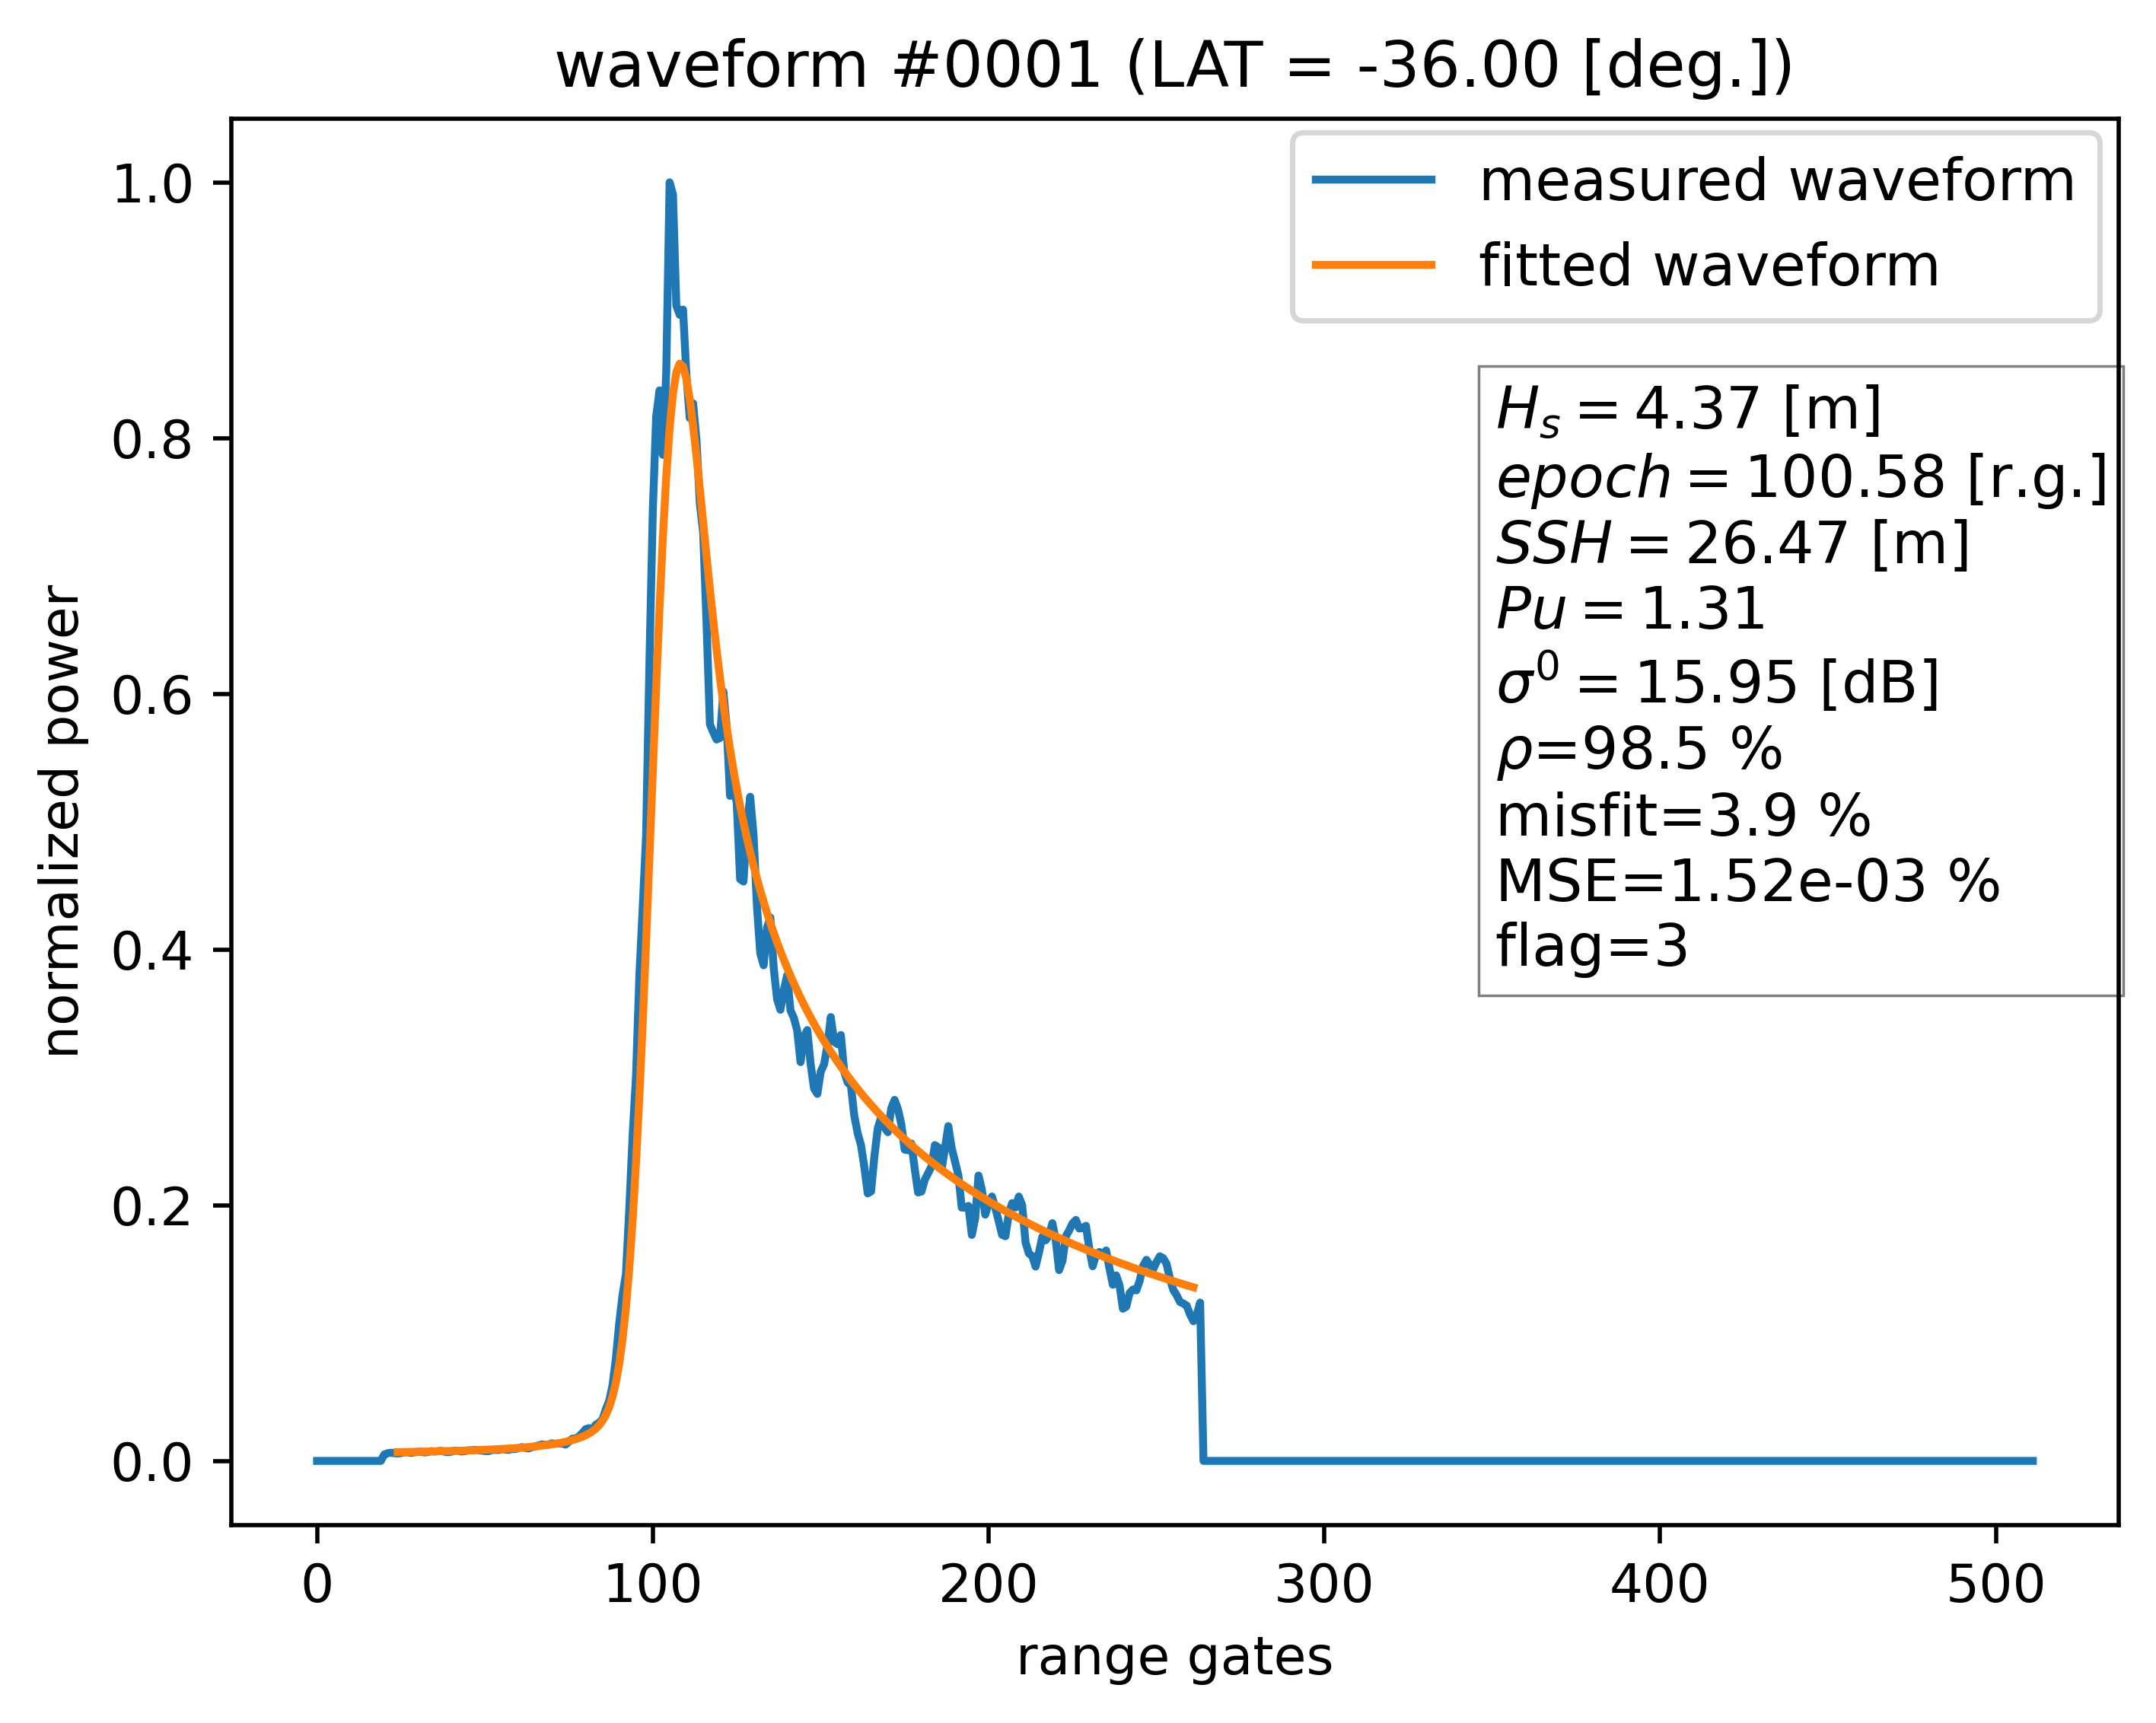 waveform #0001 (LAT = -36.00 [deg.])
measured waveform
fitted waveform
H_s = 4.37 [m]
epoch = 100.58 [r.g.]
SSH = 26.47 [m]
Pu = 1.31
σ^0 = 15.95 [dB]
ρ=98.5 %
misfit=3.9 %
MSE=1.52e-03 %
flag=3
normalized power
1.0
0.8
0.6
0.4
0.2
0.0
0 100 200 300 400 500
range gates